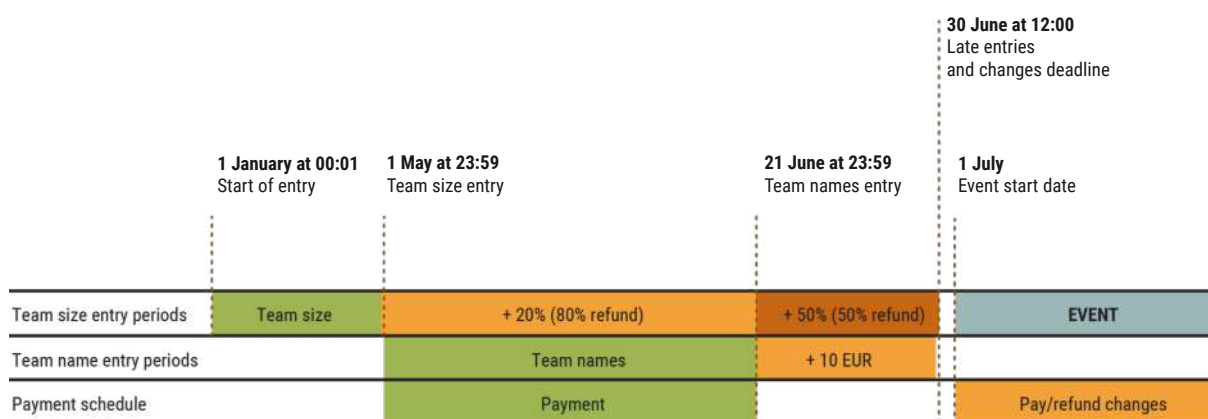 30 June at 12:00
Late entries
and changes deadline
1 January at 00:01
Start of entry
1 May at 23:59
Team size entry
21 June at 23:59
Team names entry
1 July
Event start date
Team size entry periods
Team size
+ 20% (80% refund)
+ 50% (50% refund)
EVENT
Team name entry periods
Team names
+ 10 EUR
Payment schedule
Payment
Pay/refund changes